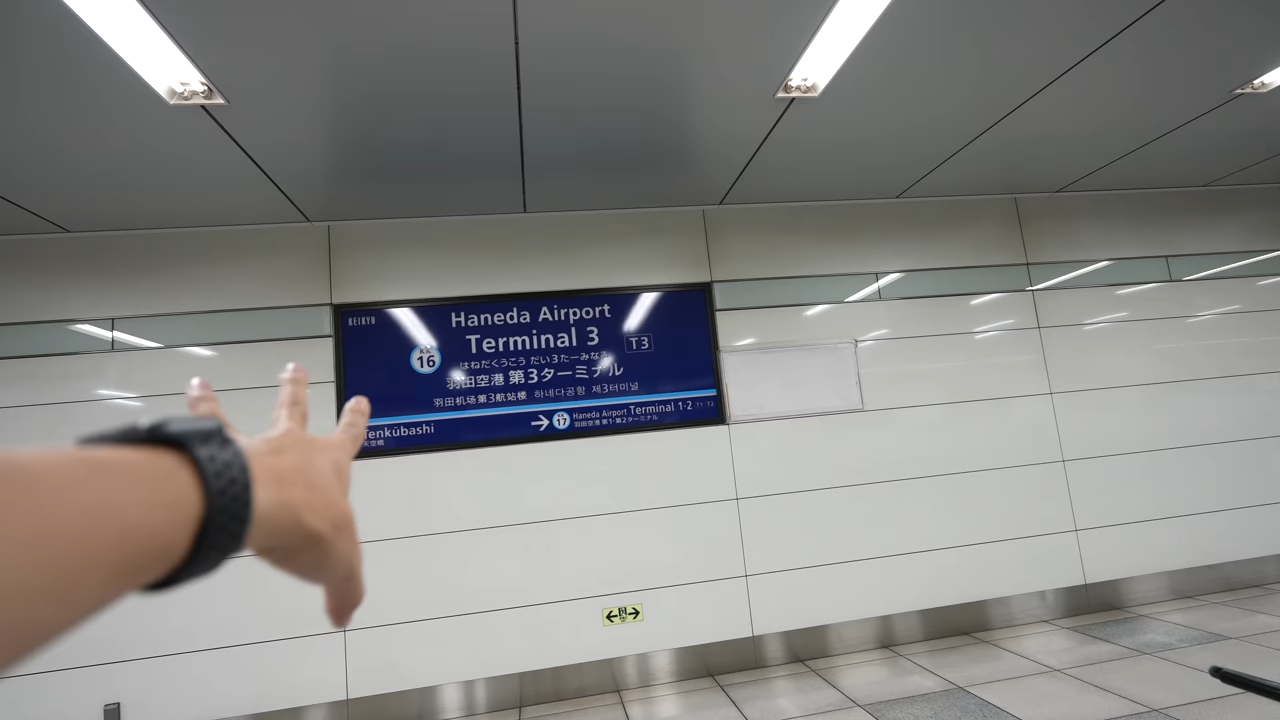 KEIKYU
Haneda Airport
Terminal 3
T3
KK
16
はねだくうこう だい3たーみなる
羽田空港 第3ターミナル
羽田机场第3航站楼 하네다공항 제3터미널
Tenkūbashi
天空橋
→ KK 17 Haneda Airport Terminal 1·2 T1 T2
羽田空港 第1·第2ターミナル